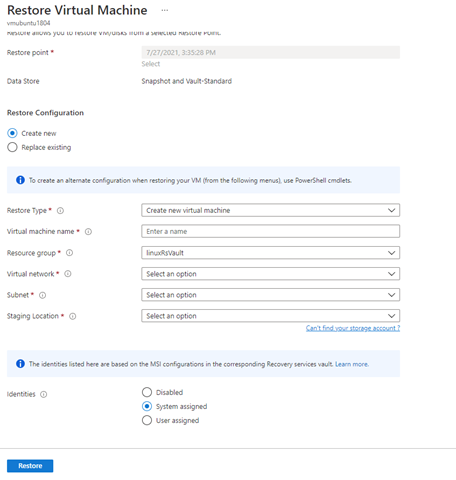 Restore Virtual Machine ...
vmubuntu1804
Restore allows you to restore VM/disks from a selected Restore Point.
Restore point * 7/27/2021, 3:35:28 PM
Select
Data Store Snapshot and Vault-Standard
Restore Configuration
Create new
Replace existing
To create an alternate configuration when restoring your VM (from the following menus), use PowerShell cmdlets.
Restore Type * Create new virtual machine
Virtual machine name * Enter a name
Resource group * linuxRsVault
Virtual network * Select an option
Subnet * Select an option
Staging Location * Select an option
Can't find your storage account ?
The identities listed here are based on the MSI configurations in the corresponding Recovery services vault. Learn more.
Identities Disabled
System assigned
User assigned
Restore